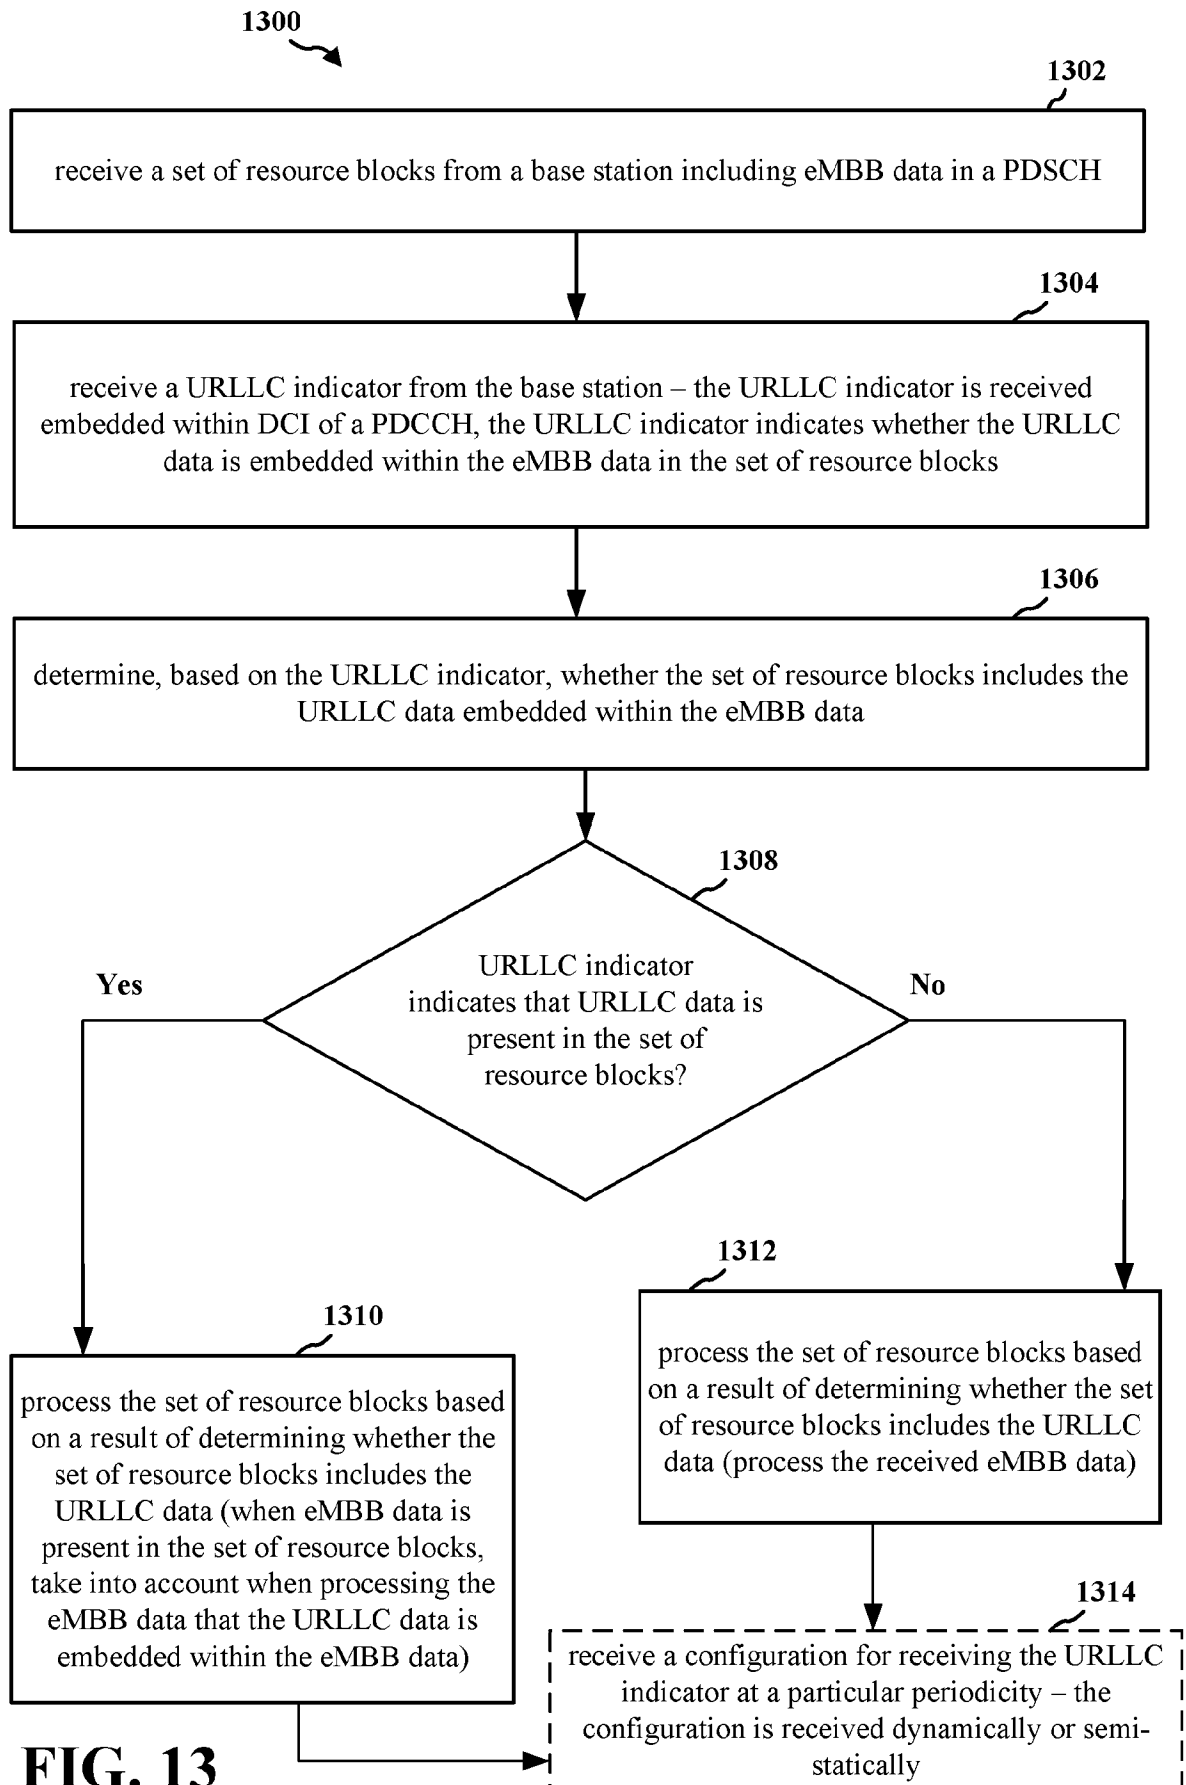 1300
1302
receive a set of resource blocks from a base station including eMBB data in a PDSCH
1304
receive a URLLC indicator from the base station – the URLLC indicator is received
embedded within DCI of a PDCCH, the URLLC indicator indicates whether the URLLC
data is embedded within the eMBB data in the set of resource blocks
1306
determine, based on the URLLC indicator, whether the set of resource blocks includes the
URLLC data embedded within the eMBB data
1308
URLLC indicator
indicates that URLLC data is
present in the set of
resource blocks?
Yes
No
1310
process the set of resource blocks based
on a result of determining whether the
set of resource blocks includes the
URLLC data (when eMBB data is
present in the set of resource blocks,
take into account when processing the
eMBB data that the URLLC data is
embedded within the eMBB data)
1312
process the set of resource blocks based
on a result of determining whether the set
of resource blocks includes the URLLC
data (process the received eMBB data)
1314
receive a configuration for receiving the URLLC
indicator at a particular periodicity – the
configuration is received dynamically or semi-
statically
FIG. 13